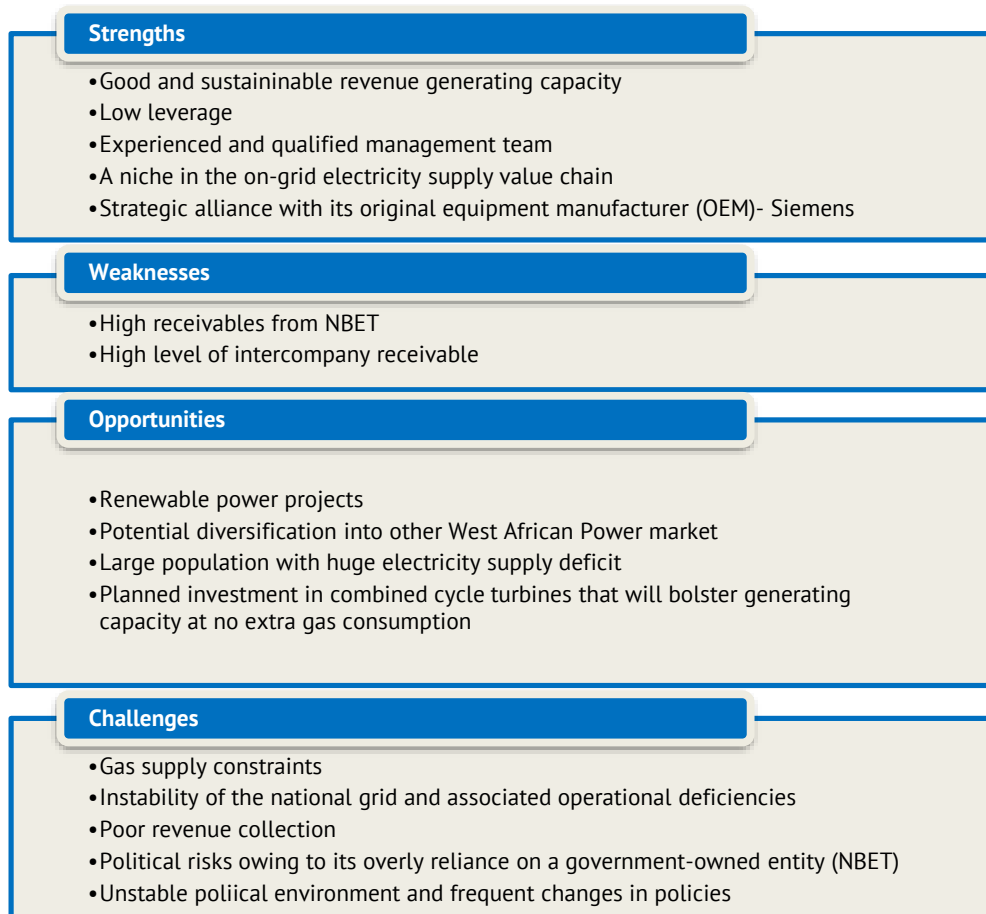 Strengths
•Good and sustaininable revenue generating capacity
•Low leverage
•Experienced and qualified management team
•A niche in the on-grid electricity supply value chain
•Strategic alliance with its original equipment manufacturer (OEM)- Siemens
Weaknesses
•High receivables from NBET
•High level of intercompany receivable
Opportunities
•Renewable power projects
•Potential diversification into other West African Power market
•Large population with huge electricity supply deficit
•Planned investment in combined cycle turbines that will bolster generating
capacity at no extra gas consumption
Challenges
•Gas supply constraints
•Instability of the national grid and associated operational deficiencies
•Poor revenue collection
•Political risks owing to its overly reliance on a government-owned entity (NBET)
•Unstable poliical environment and frequent changes in policies